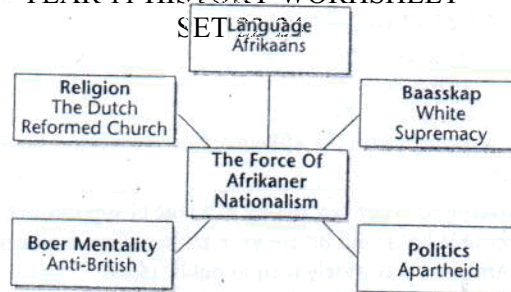 YEAR HISTORY WORKSHEET
SET
Language
Afrikaans
Religion
The Dutch
Reformed Church
Baasskap
White
Supremacy
The Force Of
Afrikaner
Nationalism
Boer Mentality
Anti-British
Politics
Apartheid